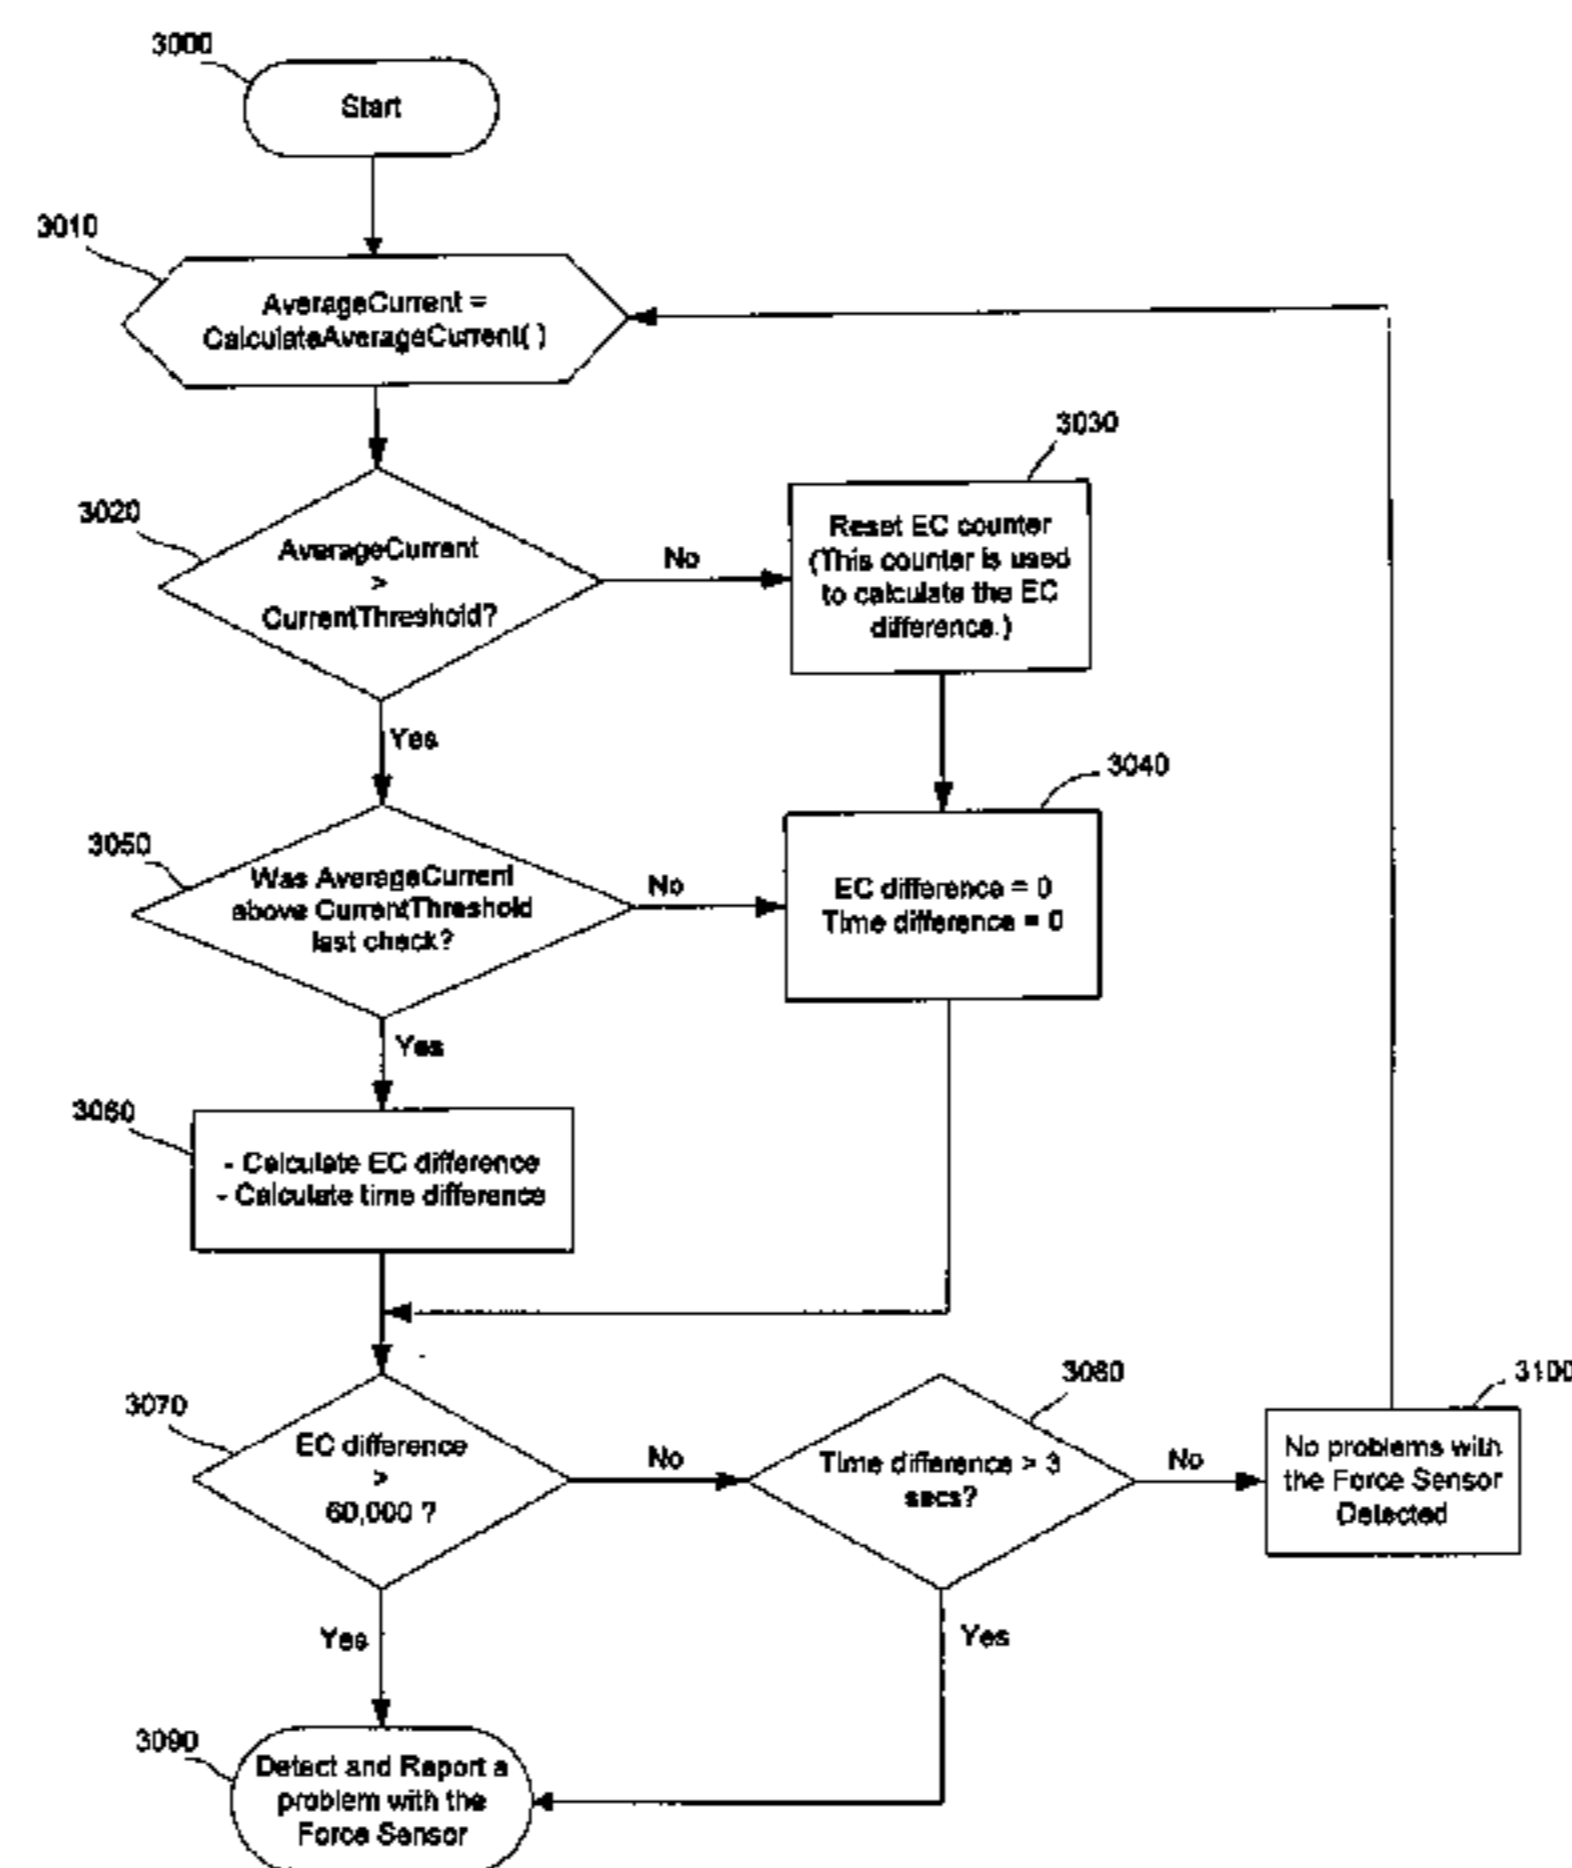 3000
Start
3010
AverageCurrent =
CalculateAverageCurrent( )
3020
AverageCurrent
>
CurrentThreshold?
No
3030
Reset EC counter
(This counter is used
to calculate the EC
difference.)
Yes
3040
3050
Was AverageCurrent
above CurrentThreshold
last check?
No
EC difference = 0
Time difference = 0
Yes
3060
- Calculate EC difference
- Calculate time difference
3070
EC difference
>
60,000 ?
No
3080
Time difference > 3
secs?
No
3100
No problems with
the Force Sensor
Detected
Yes
Yes
3090
Detect and Report a
problem with the
Force Sensor